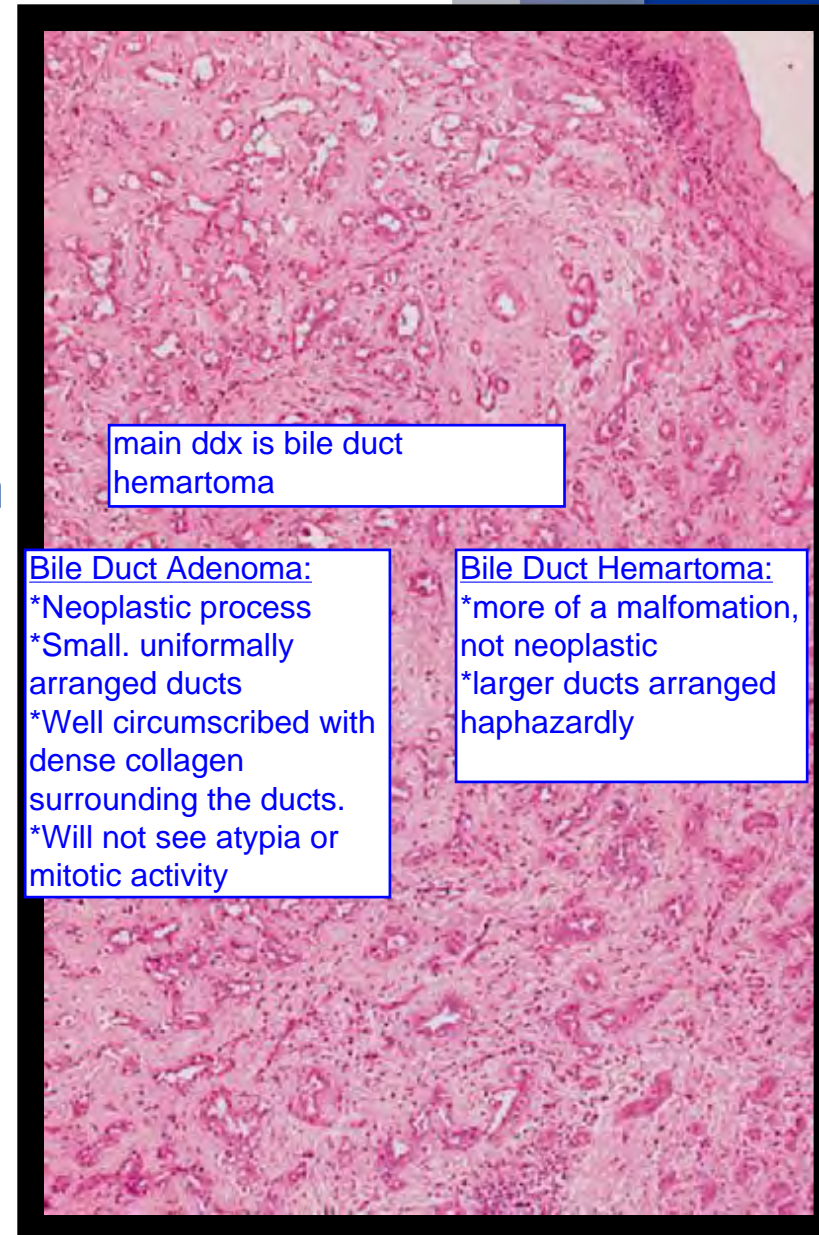 main ddx is bile duct
hemartoma
Bile Duct Adenoma:
*Neoplastic process
*Small. uniformally
arranged ducts
*Well circumscribed with
dense collagen
surrounding the ducts.
*Will not see atypia or
mitotic activity
Bile Duct Hemartoma:
*more of a malfomation,
not neoplastic
*larger ducts arranged
haphazardly